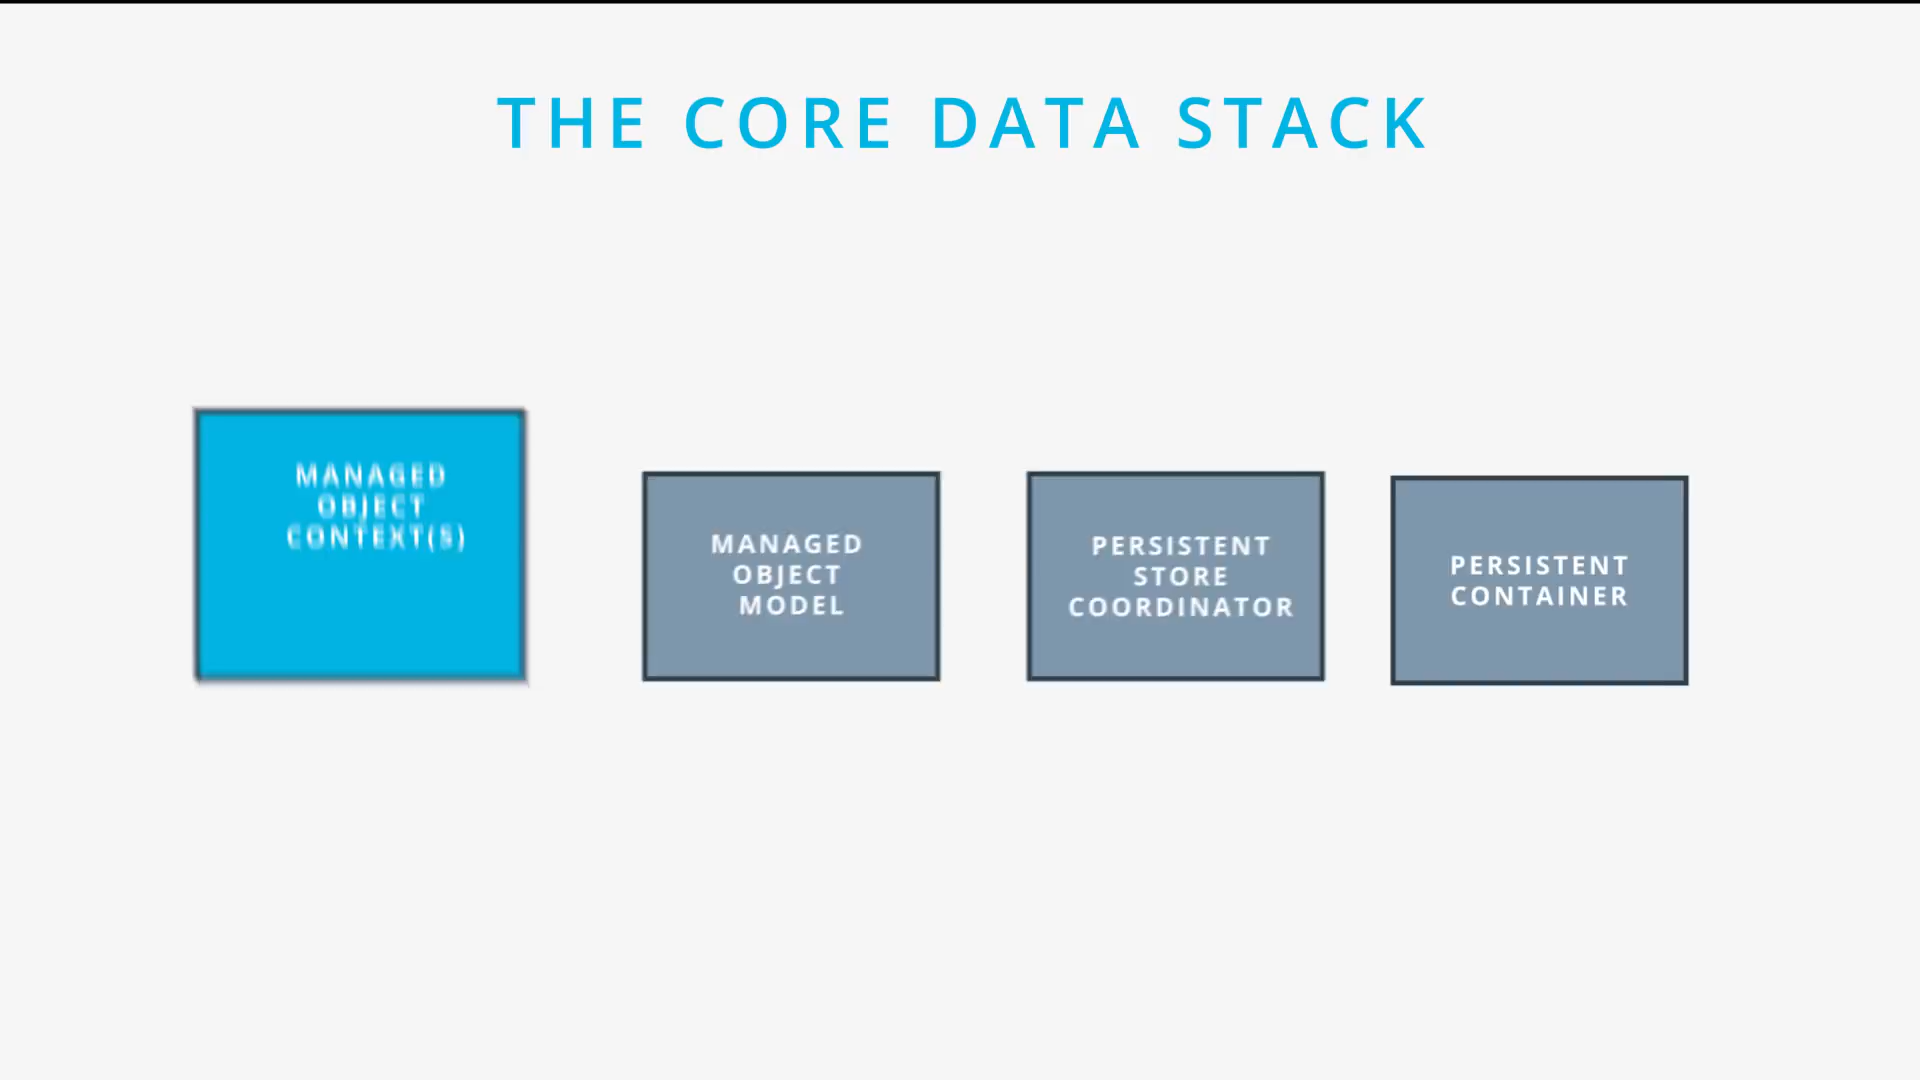 THE CORE DATA STACK
MANAGED
OBJECT
CONTEXT(S)
MANAGED
OBJECT
MODEL
PERSISTENT
STORE
COORDINATOR
PERSISTENT
CONTAINER